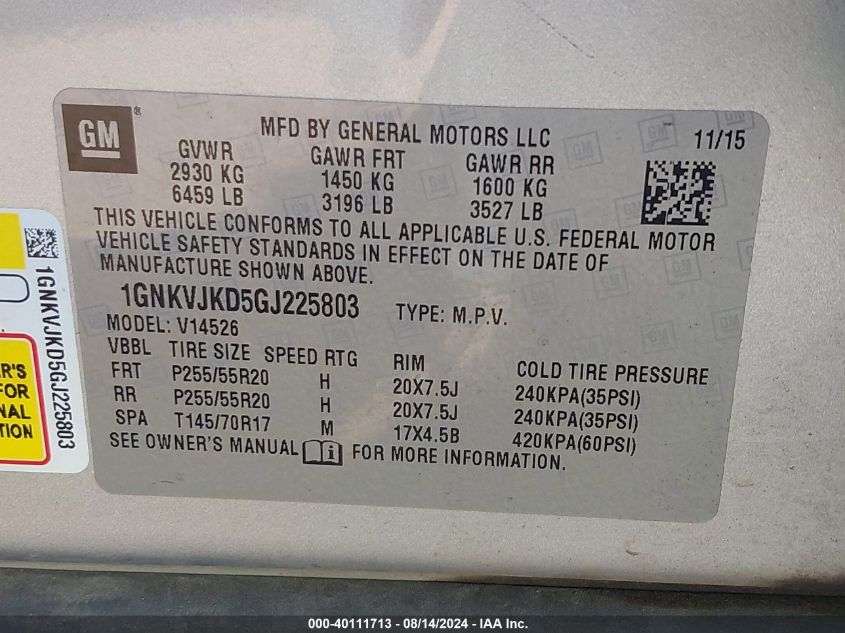 GM
®
MFD BY GENERAL MOTORS LLC
11/15
GVWR GAWR FRT GAWR RR
2930 KG 1450 KG 1600 KG
6459 LB 3196 LB 3527 LB
THIS VEHICLE CONFORMS TO ALL APPLICABLE U.S. FEDERAL MOTOR
VEHICLE SAFETY STANDARDS IN EFFECT ON THE DATE OF
MANUFACTURE SHOWN ABOVE.
1GNKVJKD5GJ225803 TYPE: M.P.V.
MODEL: V14526
VBBL TIRE SIZE SPEED RTG RIM COLD TIRE PRESSURE
FRT P255/55R20 H 20X7.5J 240KPA(35PSI)
RR P255/55R20 H 20X7.5J 240KPA(35PSI)
SPA T145/70R17 M 17X4.5B 420KPA(60PSI)
SEE OWNER'S MANUAL i FOR MORE INFORMATION.
1GNKVJKD5GJ225803
ER'S
FOR
NAL
ION
000-40111713 - 08/14/2024 - IAA Inc.